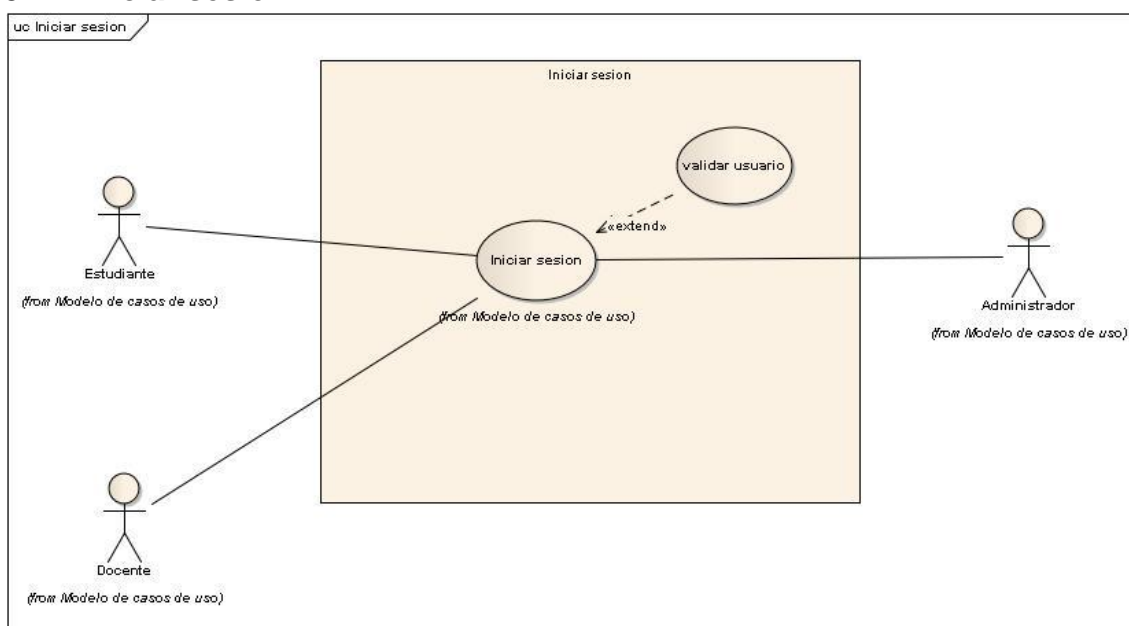 uc Iniciar sesion
Iniciar sesion
validar usuario
«extend»
Iniciar sesion
(from Modelo de casos de uso)
Estudiante
(from Modelo de casos de uso)
Administrador
(from Modelo de casos de uso)
Docente
(from Modelo de casos de uso)